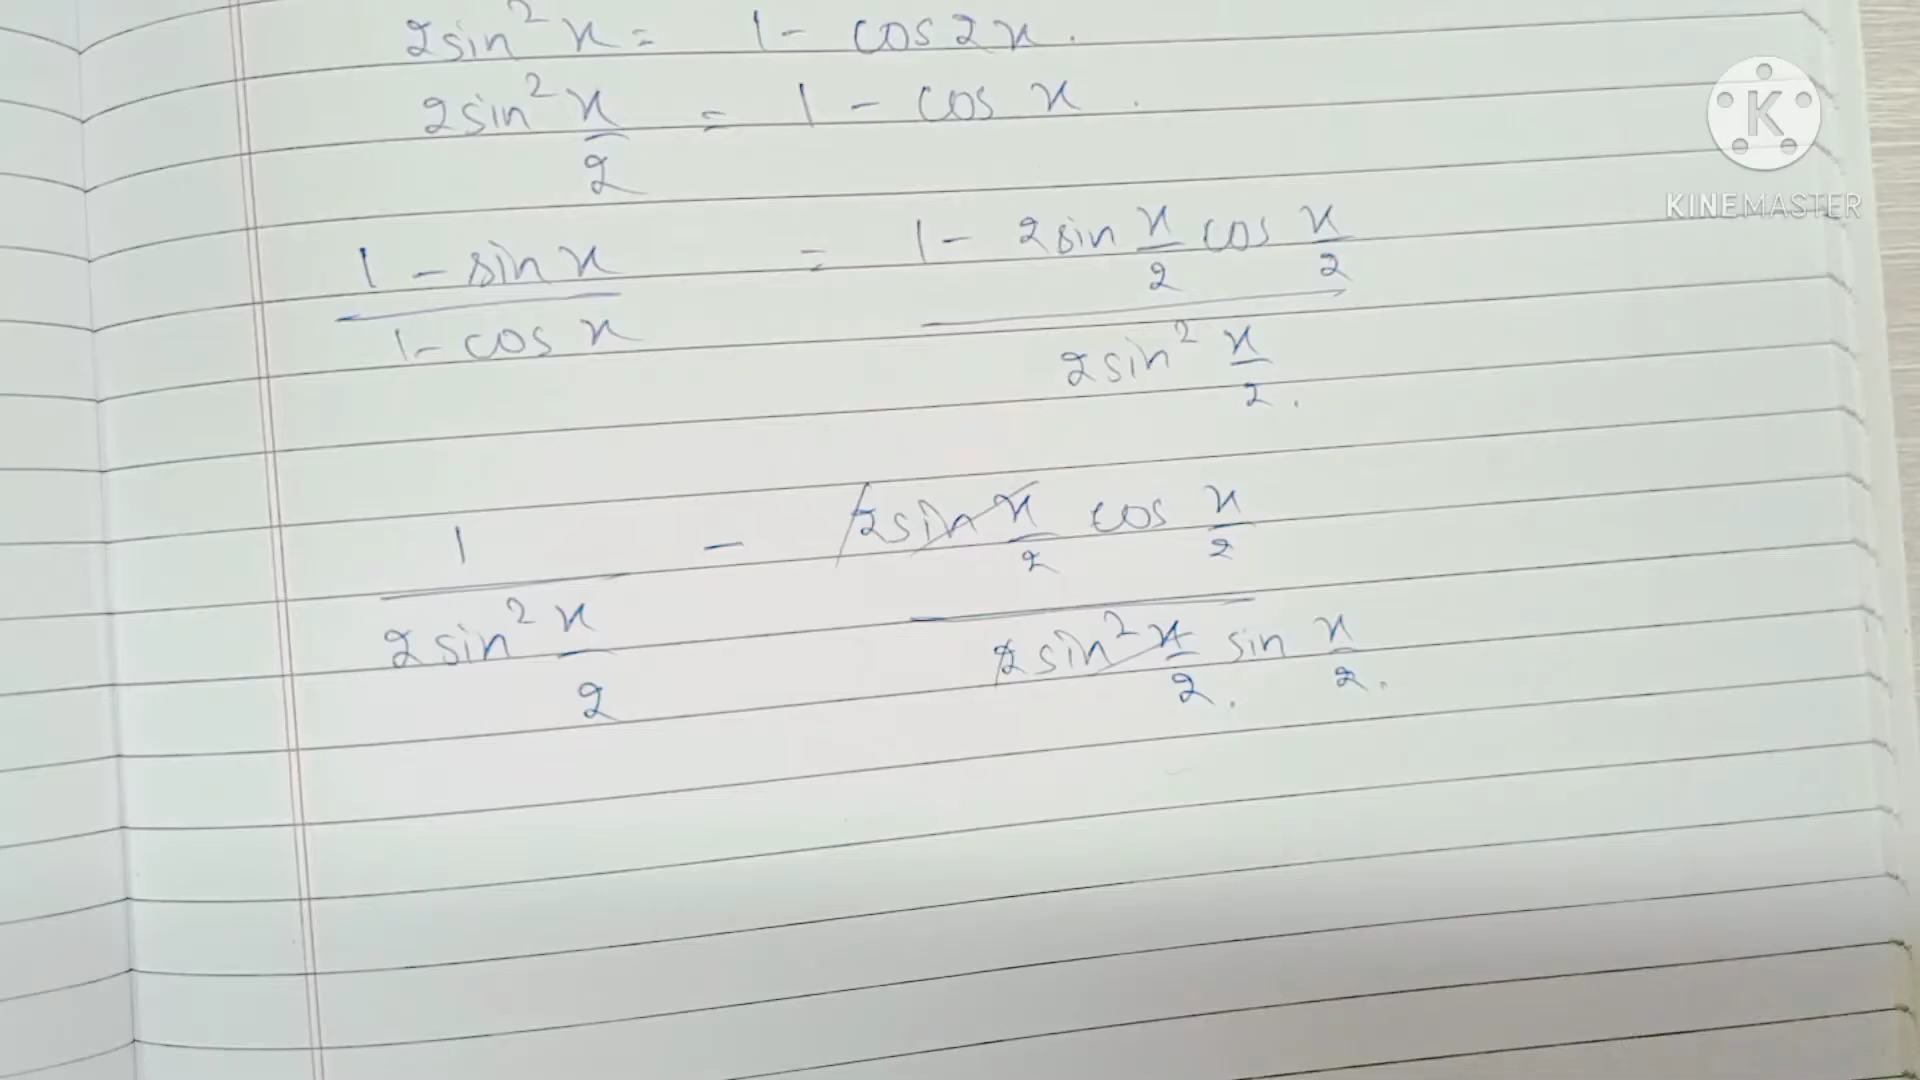 2sin²x = 1 - cos2x.
2sin² x/2 = 1 - cos x.
K
KINEMASTER
(1 - sin x)/(1 - cos x) = (1 - 2sin x/2 cos x/2)/(2sin² x/2).
1/(2sin² x/2) - (2sin x/2 cos x/2)/(2sin² x/2. sin x/2.)